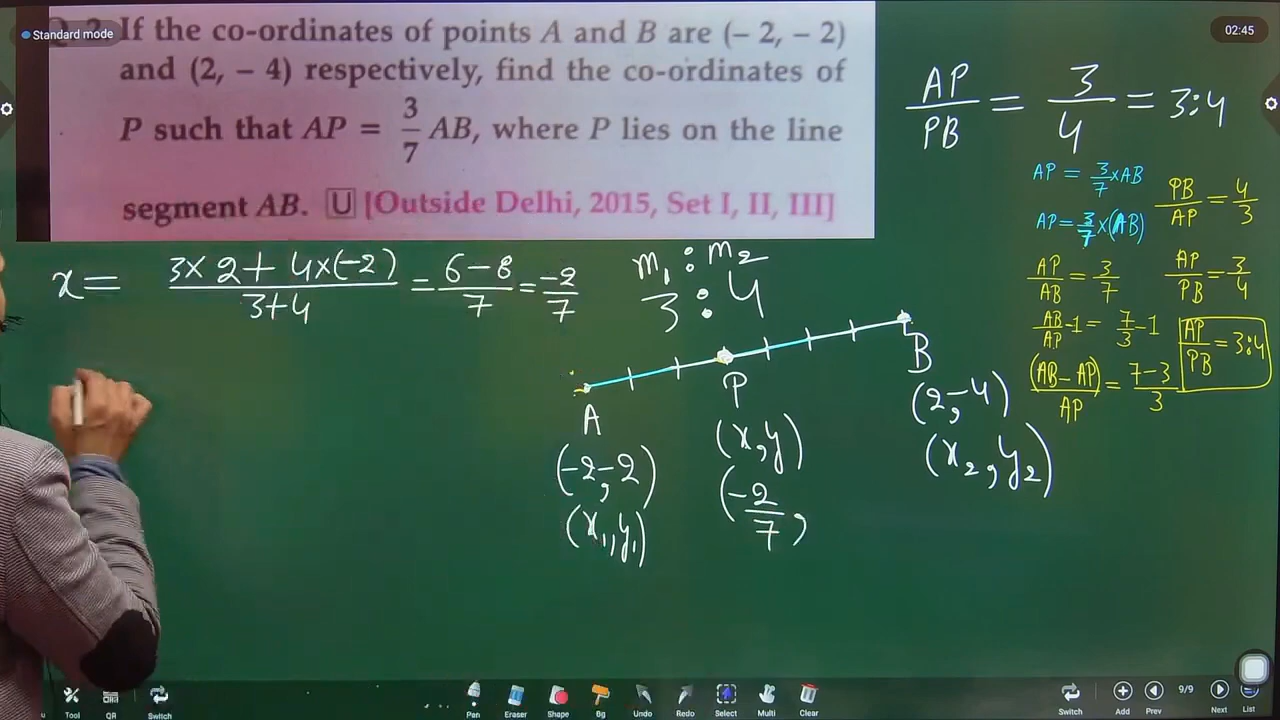 Standard mode
02:45
If the co-ordinates of points A and B are (– 2, – 2)
and (2, – 4) respectively, find the co-ordinates of
P such that AP = 3/7 AB, where P lies on the line
segment AB. U [Outside Delhi, 2015, Set I, II, III]
AP/PB = 3/4 = 3:4
AP = 3/7 × AB
AP = 3/7 × (AB)
AP/AB = 3/7
AB/AP - 1 = 7/3 - 1
(AB - AP)/AP = 7-3/3
PB/AP = 4/3
AP/PB = 3/4
AP/PB = 3:4
x = 3×2+4×(-2)/3+4 = 6-8/7 = -2/7
m₁ : m₂
3 : 4
A
P
B
(-2,-2)
(x,y)
(2,-4)
(x₁,y₁)
(-2/7,
)
(x₂,y₂)
Tool
QR
Switch
Pen
Eraser
Shape
Bg
Undo
Redo
Select
Multi
Clear
Switch
Add
Prev
9/9
Next
List